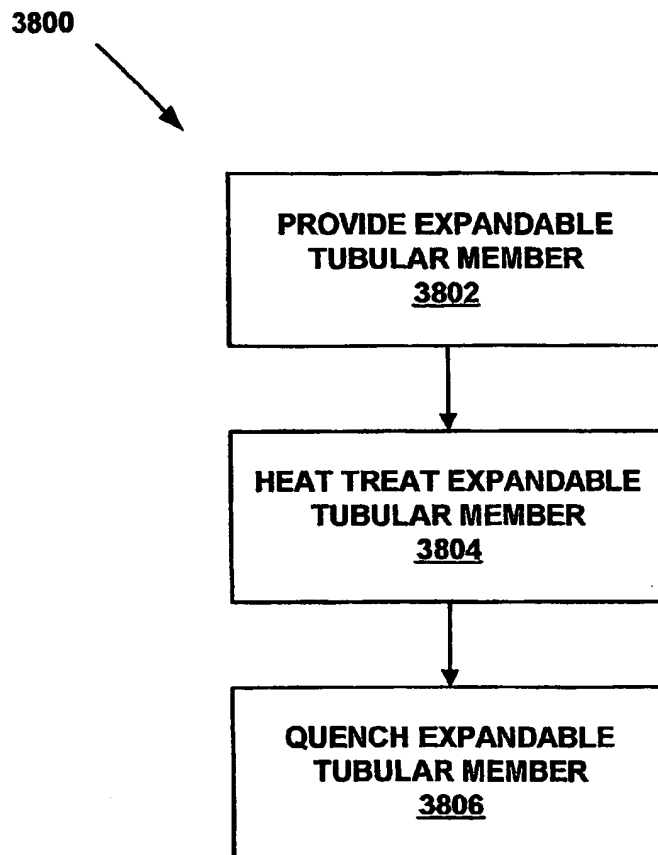 3800
PROVIDE EXPANDABLE
TUBULAR MEMBER
3802
HEAT TREAT EXPANDABLE
TUBULAR MEMBER
3804
QUENCH EXPANDABLE
TUBULAR MEMBER
3806